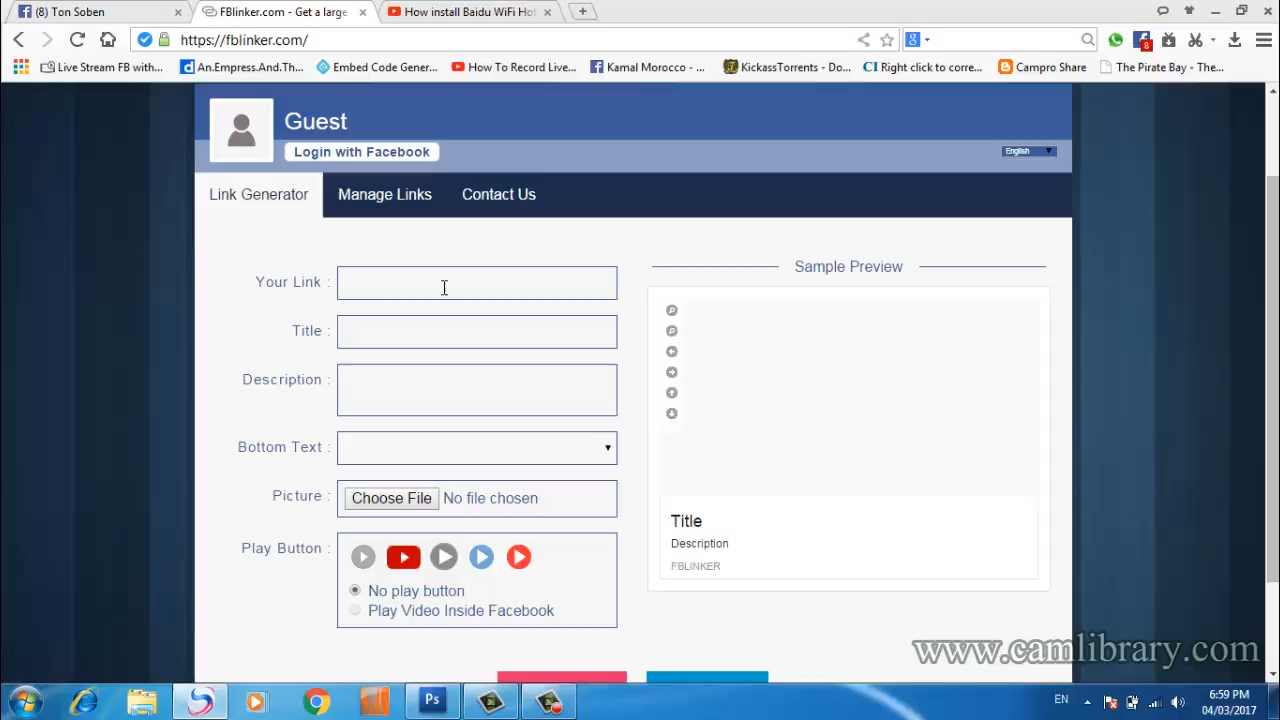 (8) Ton Soben
FBlinker.com - Get a large
How install Baidu WiFi Hot
https://fblinker.com/
8
Live Stream FB with...
An.Empress.And.Th...
Embed Code Gener...
How To Record Live...
Kamal Morocco - ...
KickassTorrents - Do...
CI Right click to corre...
Campro Share
The Pirate Bay - The...
Guest
Login with Facebook
English
Link Generator
Manage Links
Contact Us
Your Link :
Title :
Description :
Bottom Text :
Picture :
Choose File No file chosen
Play Button :
No play button
Play Video Inside Facebook
Sample Preview
Title
Description
FBLINKER
www.camlibrary.com
Ps
EN
6:59 PM
04/03/2017